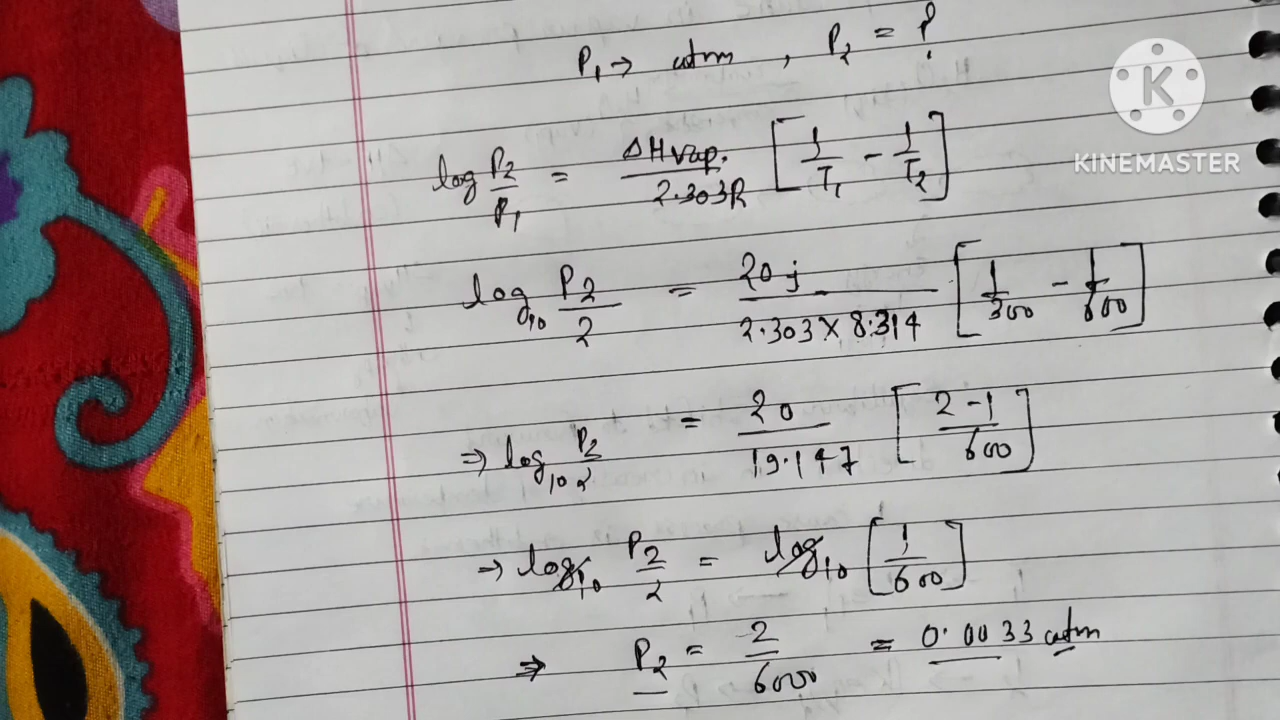 P₁ → atm , P₂ = ?
KINEMASTER
log P₂/P₁ = ΔHvap./2.303R [1/T₁ - 1/T₂]
log₁₀ P₂/2 = 20 j/2.303 × 8.314 [1/300 - 1/600]
⇒ log₁₀ P₂/2 = 20/19.147 [2-1/600]
→ log₁₀ P₂/2 = log₁₀ [1/600]
⇒ P₂ = 2/6000 = 0.0033 atm